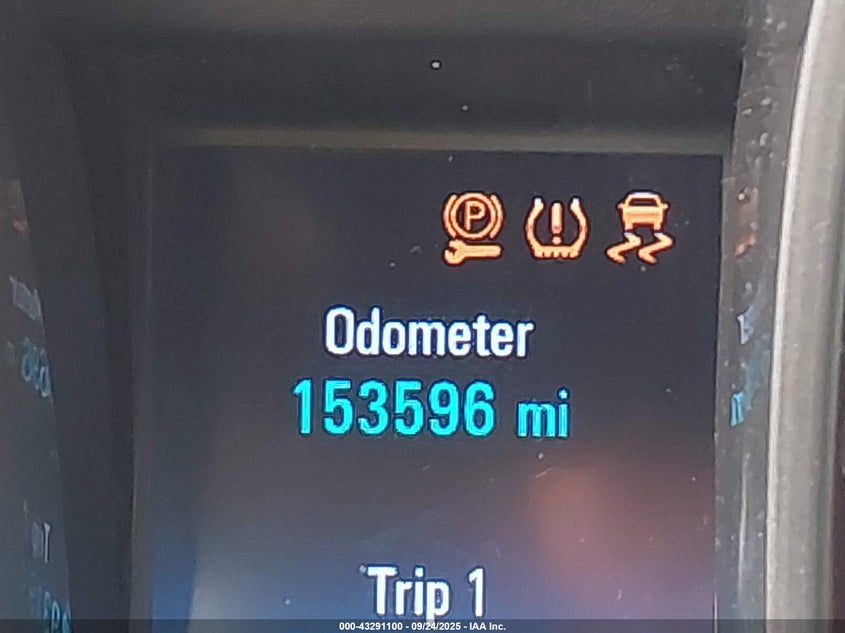 P
Odometer
153596 mi
Trip 1
000-43291100 - 09/24/2025 - IAA Inc.